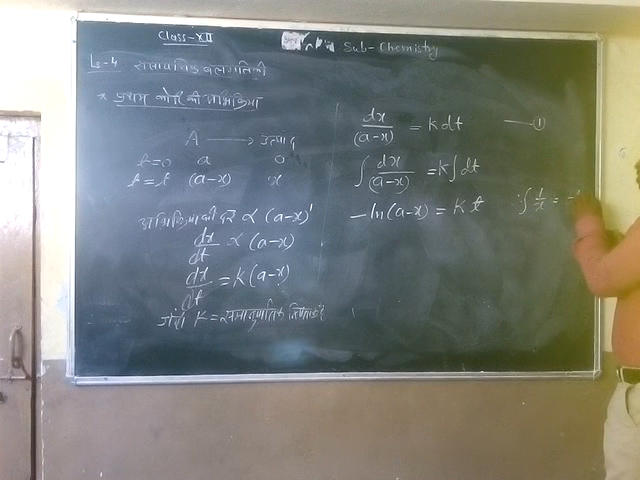 Class-XII
Sub-Chemistry
Ls-4 रासायनिक बलगतिकी
* प्रथम कोटि की अभिक्रिया
A ⟶ उत्पाद
t=0 a 0
t=t (a-x) x
अभिक्रिया की दर ∝ (a-x)¹
dx/dt ∝ (a-x)
dx/dt = K(a-x)
जहाँ K = समानुपातिक नियतांक है
dx/(a-x) = K dt —①
∫ dx/(a-x) = K∫dt
-ln(a-x) = K t
∵ ∫ 1/x =